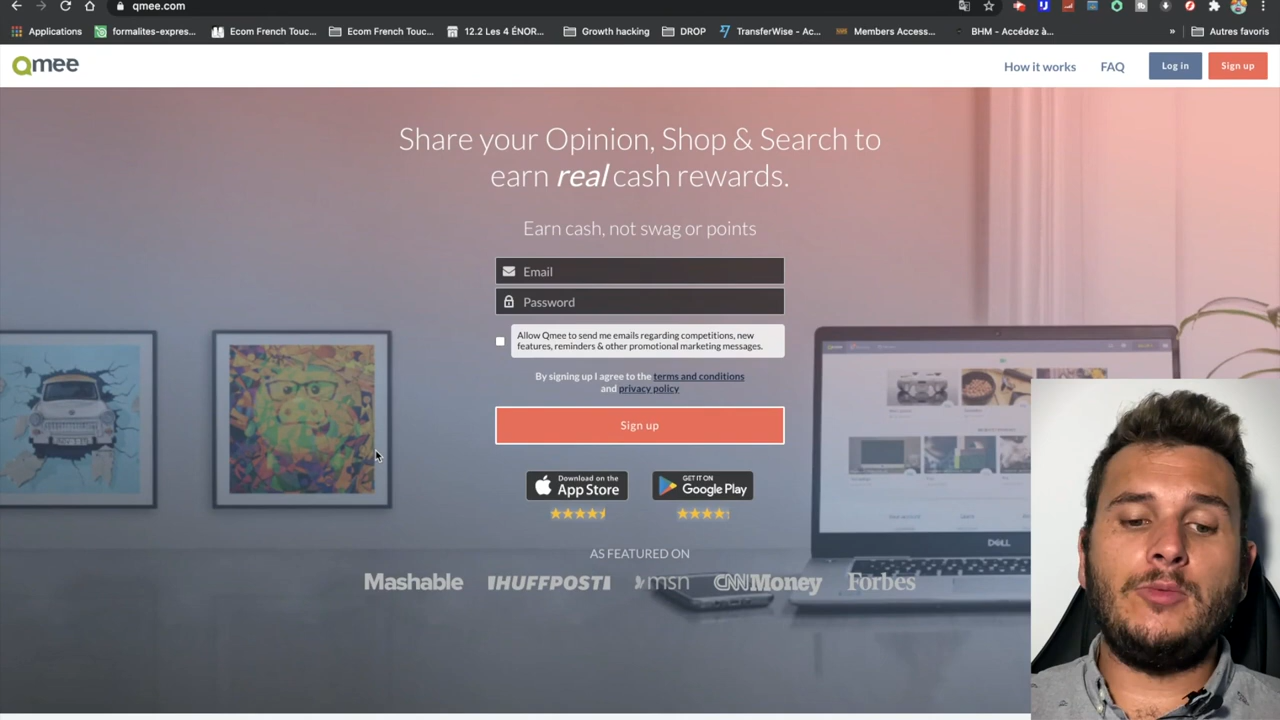 qmee.com
Applications
formalites-expres...
Ecom French Touc...
Ecom French Touc...
12.2 Les 4 ÉNOR...
Growth hacking
DROP
TransferWise - Ac...
Members Access...
BHM - Accédez à...
»
Autres favoris
Qmee
How it works
FAQ
Log in
Sign up
Share your Opinion, Shop & Search to
earn real cash rewards.
Earn cash, not swag or points
Email
Password
Allow Qmee to send me emails regarding competitions, new
features, reminders & other promotional marketing messages.
By signing up I agree to the terms and conditions
and privacy policy
Sign up
Download on the
App Store
GET IT ON
Google Play
DELL
AS FEATURED ON
Mashable
IHUFFPOSTI
msn
CNNMoney
Forbes